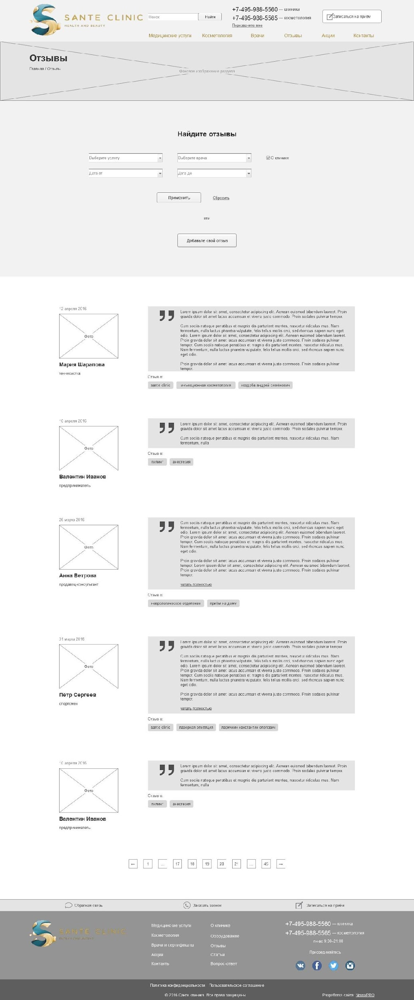 SANTE CLINIC
HEALTH AND BEAUTY
Поиск
Найти
+7-495-988-5560 — клиника
+7-495-988-5565 — косметология
Перезвоните мне
Записаться на приём
Медицинские услуги Косметология Врачи Отзывы Акции Контакты
Отзывы
Главная / Отзывы
Фоновое изображение раздела
Найдите отзывы
Выберите услугу
Выберите врача
О клинике
Дата от
Дата до
Применить
Сбросить
или
Добавьте свой отзыв
12 апреля 2016
Фото
Мария Шарапова
теннисистка
Lorem ipsum dolor sit amet, consectetur adipiscing elit. Aenean euismod bibendum laoreet. Proin
gravida dolor sit amet lacus accumsan et viverra justo commodo. Proin sodales pulvinar tempor.
Cum sociis natoque penatibus et magnis dis parturient montes, nascetur ridiculus mus. Nam
fermentum, nulla luctus pharetra vulputate, felis tellus mollis orci, sed rhoncus sapien nunc eget
odio. Lorem ipsum dolor sit amet, consectetur adipiscing elit. Aenean euismod bibendum laoreet.
Proin gravida dolor sit amet lacus accumsan et viverra justo commodo. Proin sodales pulvinar
tempor. Cum sociis natoque penatibus et magnis dis parturient montes, nascetur ridiculus mus.
Nam fermentum, nulla luctus pharetra vulputate, felis tellus mollis orci, sed rhoncus sapien nunc
eget odio.
Proin gravida dolor sit amet lacus accumsan et viverra justo commodo. Proin sodales pulvinar
tempor.
Отзыв о:
sante clinic инъекционная косметология коздоба андрей семёнович
10 апреля 2016
Фото
Валентин Иванов
предприниматель
Lorem ipsum dolor sit amet, consectetur adipiscing elit. Aenean euismod bibendum laoreet. Proin
gravida dolor sit amet lacus accumsan et viverra justo commodo. Proin sodales pulvinar tempor.
Cum sociis natoque penatibus et magnis dis parturient montes, nascetur ridiculus mus. Nam
fermentum, nulla
Отзыв о:
пилинг анестезия
26 марта 2016
Фото
Анна Ветрова
продавец-консультант
Cum sociis natoque penatibus et magnis dis parturient montes, nascetur ridiculus mus. Nam
fermentum, nulla luctus pharetra vulputate, felis tellus mollis orci, sed rhoncus sapien nunc eget
odio. Lorem ipsum dolor sit amet, consectetur adipiscing elit. Aenean euismod bibendum laoreet.
Proin gravida dolor sit amet lacus accumsan et viverra justo commodo. Proin sodales pulvinar
tempor. Cum sociis natoque penatibus et magnis dis parturient montes, nascetur ridiculus mus.
Nam fermentum, nulla luctus pharetra vulputate, felis tellus mollis orci, sed rhoncus sapien nunc
eget odio.
Proin gravida dolor sit amet lacus accumsan et viverra justo commodo. Proin sodales pulvinar
tempor. Lorem ipsum dolor sit amet, consectetur adipiscing elit. Aenean euismod bibendum laoreet.
Proin gravida dolor sit amet lacus accumsan et viverra justo commodo. Proin sodales pulvinar
tempor.
читать полностью
Отзыв о:
неврологическое отделение приём на дому
31 марта 2016
Фото
Пётр Сергеев
спортсмен
Lorem ipsum dolor sit amet, consectetur adipiscing elit. Aenean euismod bibendum laoreet. Proin
gravida dolor sit amet lacus accumsan et viverra justo commodo. Proin sodales pulvinar tempor
Cum sociis natoque penatibus et magnis dis parturient montes, nascetur ridiculus mus. Nam
fermentum, nulla luctus pharetra vulputate, felis tellus mollis orci, sed rhoncus sapien nunc eget
odio. Lorem ipsum dolor sit amet, consectetur adipiscing elit. Aenean euismod bibendum laoreet.
Proin gravida dolor sit amet lacus accumsan et viverra justo commodo. Proin sodales pulvinar
tempor. Cum sociis natoque penatibus et magnis dis parturient montes, nascetur ridiculus mus.
Nam fermentum, nulla luctus pharetra vulputate, felis tellus mollis orci, sed rhoncus sapien nunc
eget odio.
Proin gravida dolor sit amet lacus accumsan et viverra justo commodo. Proin sodales pulvinar
tempor.
читать полностью
Отзыв о:
sante clinic лазерная эпиляция ларичкин константин олегович
10 апреля 2016
Фото
Валентин Иванов
предприниматель
Lorem ipsum dolor sit amet, consectetur adipiscing elit. Aenean euismod bibendum laoreet. Proin
gravida dolor sit amet lacus accumsan et viverra justo commodo. Proin sodales pulvinar tempor.
Cum sociis natoque penatibus et magnis dis parturient montes, nascetur ridiculus mus. Nam
fermentum, nulla
Отзыв о:
пилинг анестезия
← 1 ... 17 18 19 20 21 ... 45 →
Обратная связь
Заказать звонок
Записаться на приём
SANTE CLINIC
HEALTH AND BEAUTY
Медицинские услуги
Косметология
Врачи и сертификаты
Акции
Контакты
О клинике
Оборудование
Отзывы
Статьи
Вопрос-ответ
+7-495-988-5560 — клиника
+7-495-988-5565 — косметология
пн-вс 9:00–21:00
Присоединяйтесь
Политика конфиденциальности Пользовательское соглашение
© 2016 Санте клиника. Все права защищены
Разработка сайта: NovoxPRO